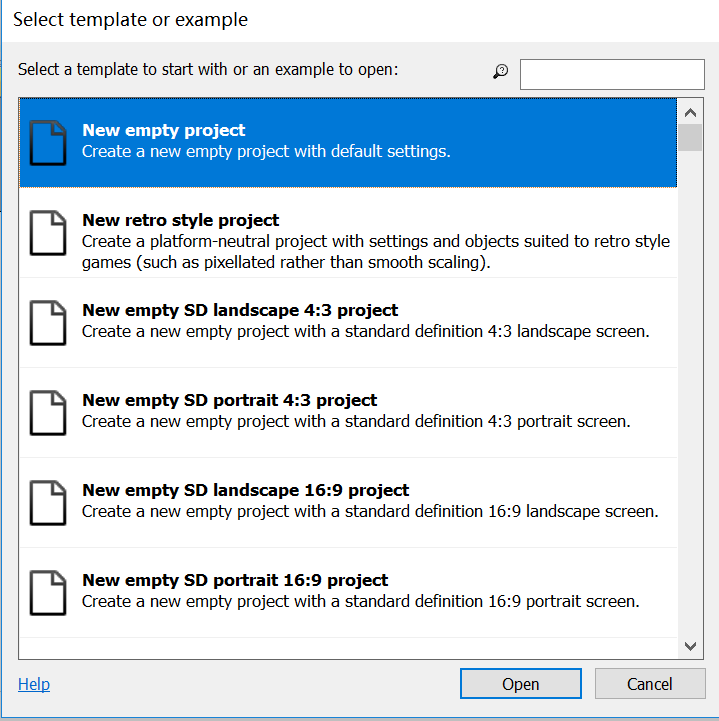 Select template or example
Select a template to start with or an example to open:
New empty project
Create a new empty project with default settings.
New retro style project
Create a platform-neutral project with settings and objects suited to retro style
games (such as pixellated rather than smooth scaling).
New empty SD landscape 4:3 project
Create a new empty project with a standard definition 4:3 landscape screen.
New empty SD portrait 4:3 project
Create a new empty project with a standard definition 4:3 portrait screen.
New empty SD landscape 16:9 project
Create a new empty project with a standard definition 16:9 landscape screen.
New empty SD portrait 16:9 project
Create a new empty project with a standard definition 16:9 portrait screen.
Help
Open
Cancel